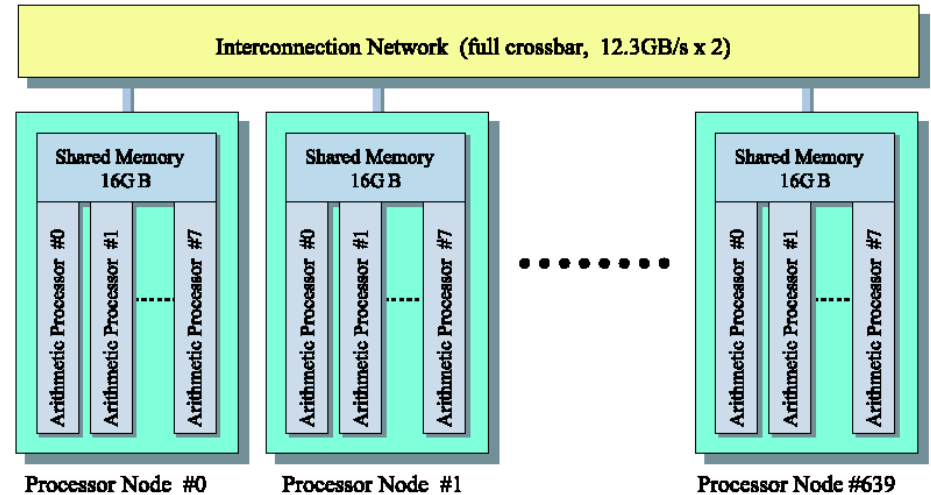 Interconnection Network (full crossbar, 12.3GB/s x 2)
Shared Memory
16GB
Arithmetic Processor #0
Arithmetic Processor #1
Arithmetic Processor #7
Processor Node #0
Shared Memory
16GB
Arithmetic Processor #0
Arithmetic Processor #1
Arithmetic Processor #7
Processor Node #1
Shared Memory
16GB
Arithmetic Processor #0
Arithmetic Processor #1
Arithmetic Processor #7
Processor Node #639